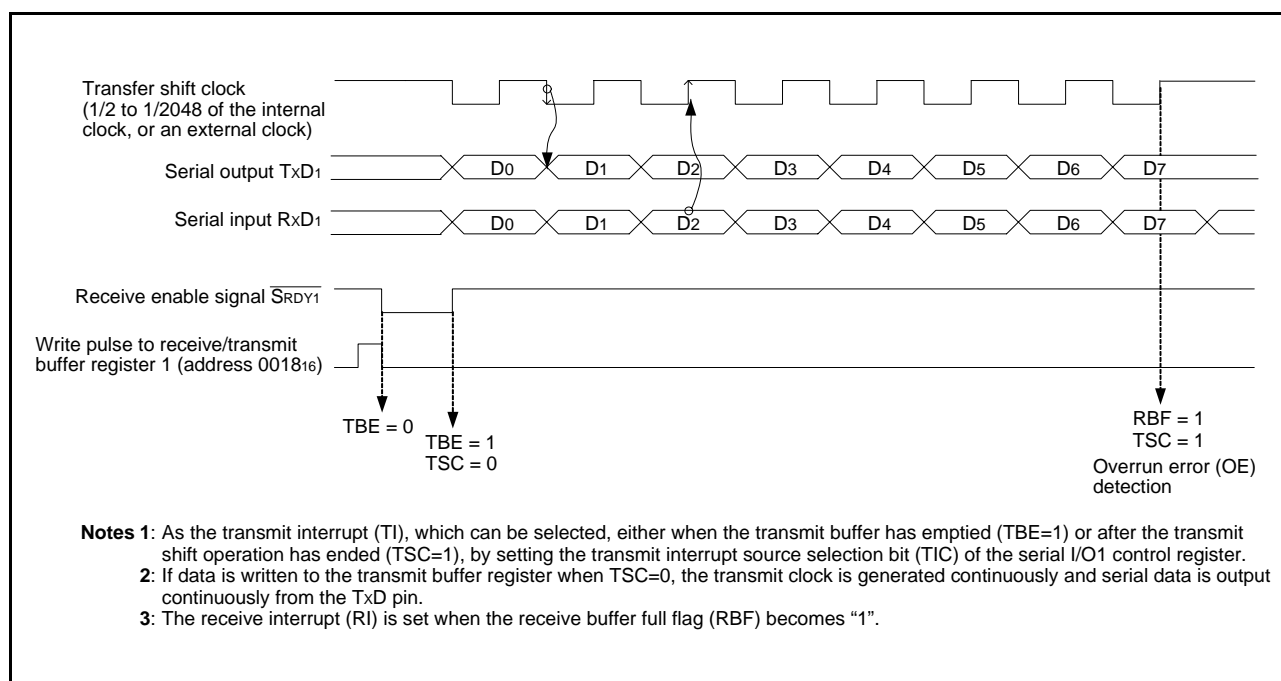 Transfer shift clock
(1/2 to 1/2048 of the internal
clock, or an external clock)
Serial output TxD1
D0 D1 D2 D3 D4 D5 D6 D7
Serial input RxD1
D0 D1 D2 D3 D4 D5 D6 D7
Receive enable signal SRDY1
Write pulse to receive/transmit
buffer register 1 (address 001816)
TBE = 0
TBE = 1
TSC = 0
RBF = 1
TSC = 1
Overrun error (OE)
detection
Notes 1: As the transmit interrupt (TI), which can be selected, either when the transmit buffer has emptied (TBE=1) or after the transmit
shift operation has ended (TSC=1), by setting the transmit interrupt source selection bit (TIC) of the serial I/O1 control register.
2: If data is written to the transmit buffer register when TSC=0, the transmit clock is generated continuously and serial data is output
continuously from the TxD pin.
3: The receive interrupt (RI) is set when the receive buffer full flag (RBF) becomes “1”.